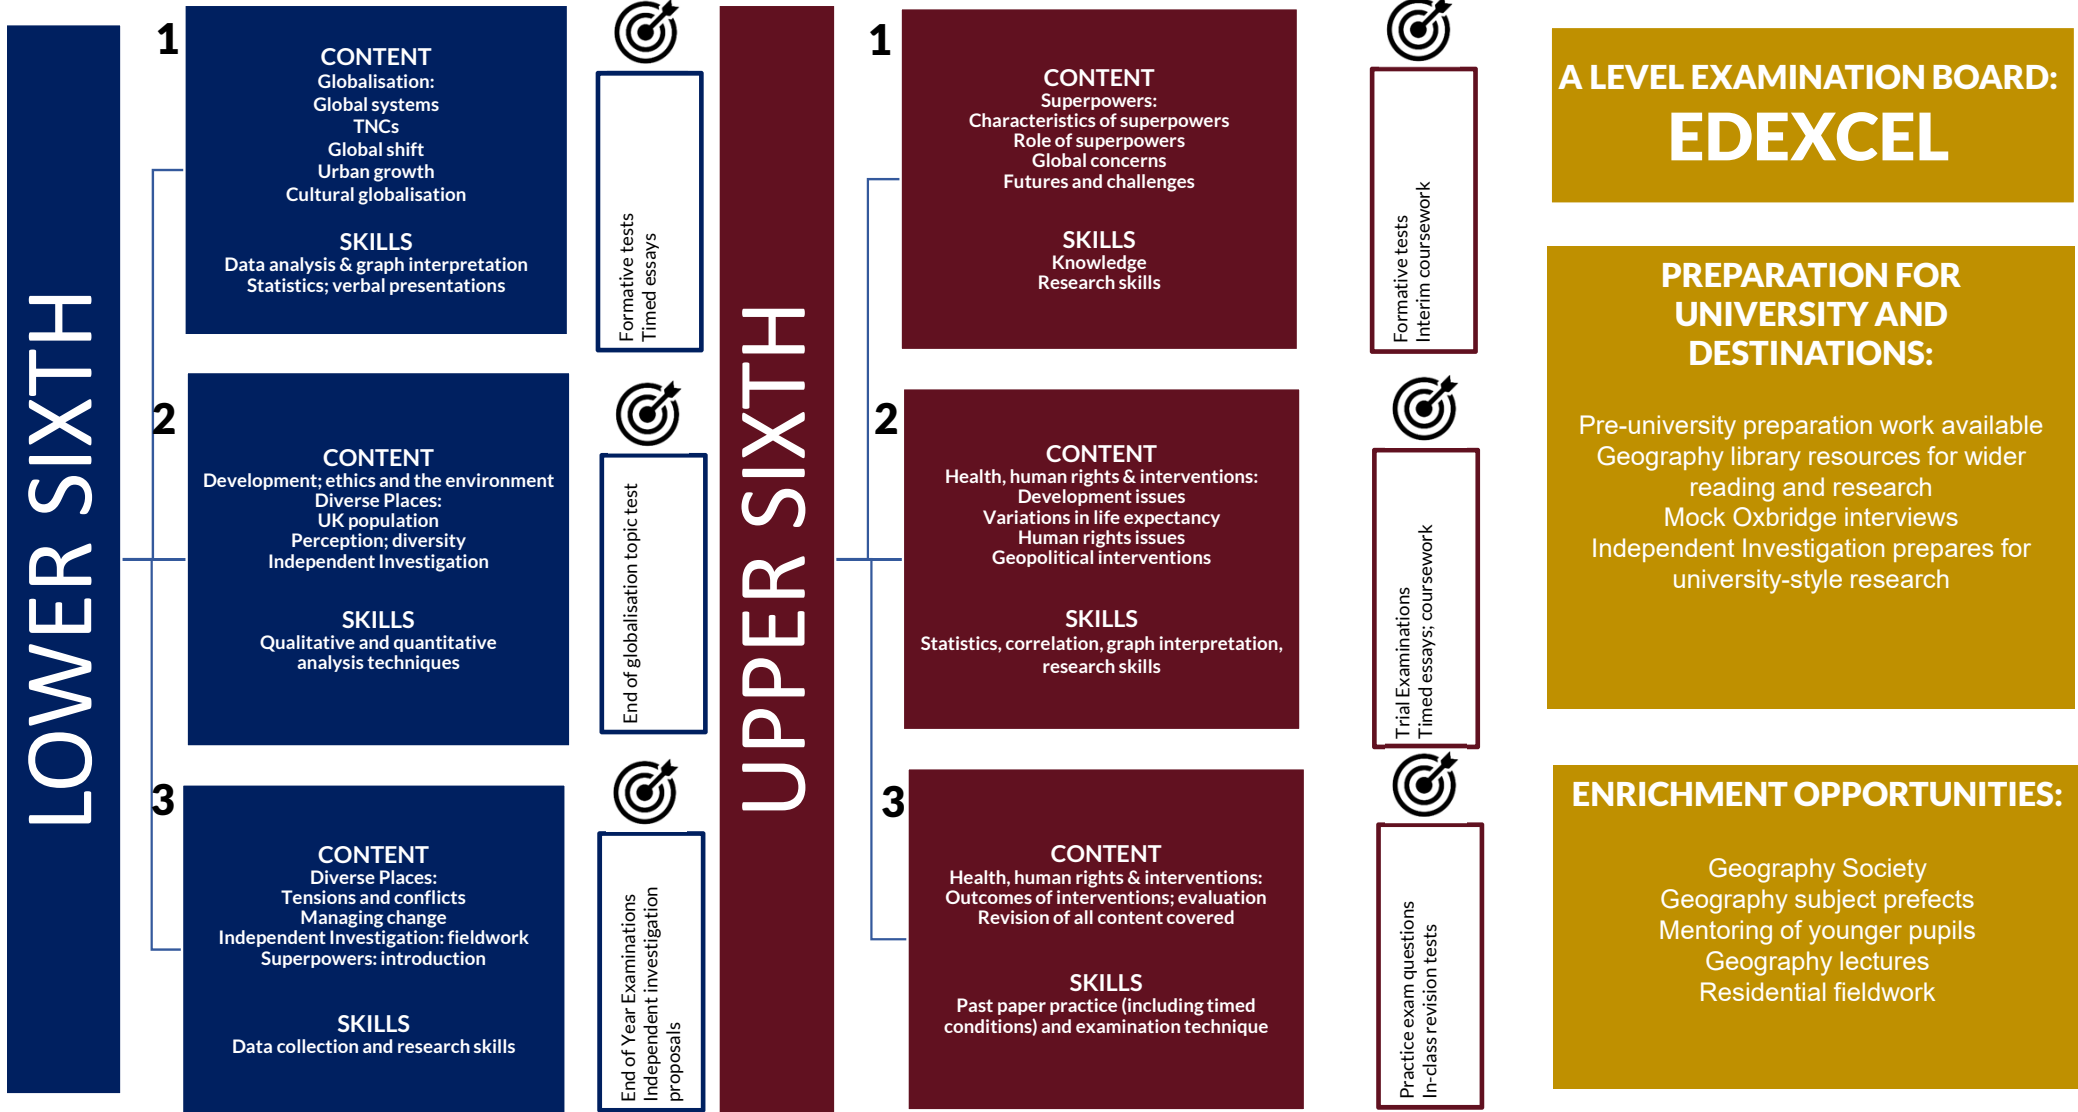 LOWER SIXTH
1
CONTENT
Globalisation:
Global systems
TNCs
Global shift
Urban growth
Cultural globalisation
SKILLS
Data analysis & graph interpretation
Statistics; verbal presentations
Formative tests
Timed essays
2
CONTENT
Development; ethics and the environment
Diverse Places:
UK population
Perception; diversity
Independent Investigation
SKILLS
Qualitative and quantitative
analysis techniques
End of globalisation topic test
3
CONTENT
Diverse Places:
Tensions and conflicts
Managing change
Independent Investigation: fieldwork
Superpowers: introduction
SKILLS
Data collection and research skills
End of Year Examinations
Independent investigation
proposals
UPPER SIXTH
1
CONTENT
Superpowers:
Characteristics of superpowers
Role of superpowers
Global concerns
Futures and challenges
SKILLS
Knowledge
Research skills
Formative tests
Interim coursework
2
CONTENT
Health, human rights & interventions:
Development issues
Variations in life expectancy
Human rights issues
Geopolitical interventions
SKILLS
Statistics, correlation, graph interpretation,
research skills
Trial Examinations
Timed essays; coursework
3
CONTENT
Health, human rights & interventions:
Outcomes of interventions; evaluation
Revision of all content covered
SKILLS
Past paper practice (including timed
conditions) and examination technique
Practice exam questions
In-class revision tests
A LEVEL EXAMINATION BOARD:
EDEXCEL
PREPARATION FOR
UNIVERSITY AND
DESTINATIONS:
Pre-university preparation work available
Geography library resources for wider
reading and research
Mock Oxbridge interviews
Independent Investigation prepares for
university-style research
ENRICHMENT OPPORTUNITIES:
Geography Society
Geography subject prefects
Mentoring of younger pupils
Geography lectures
Residential fieldwork